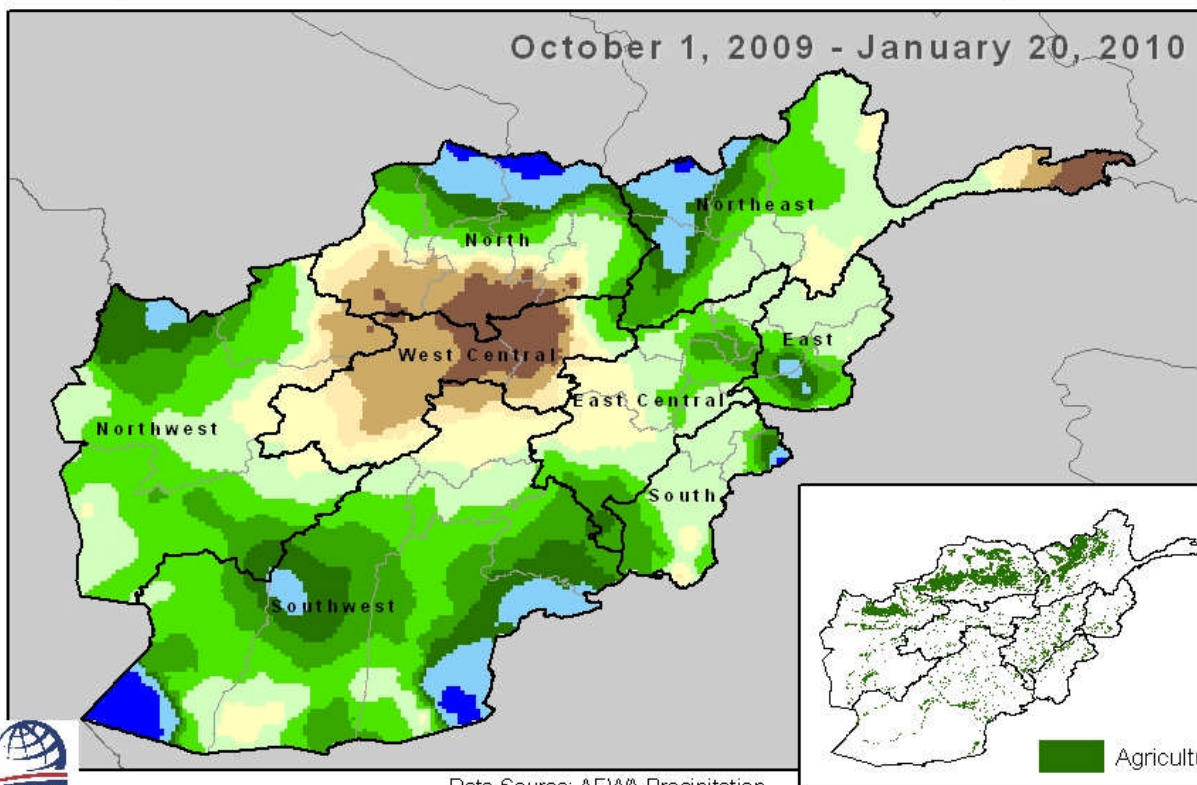 October 1, 2009 - January 20, 2010
Northeast
North
East
West Central
East Central
Northwest
South
Southwest